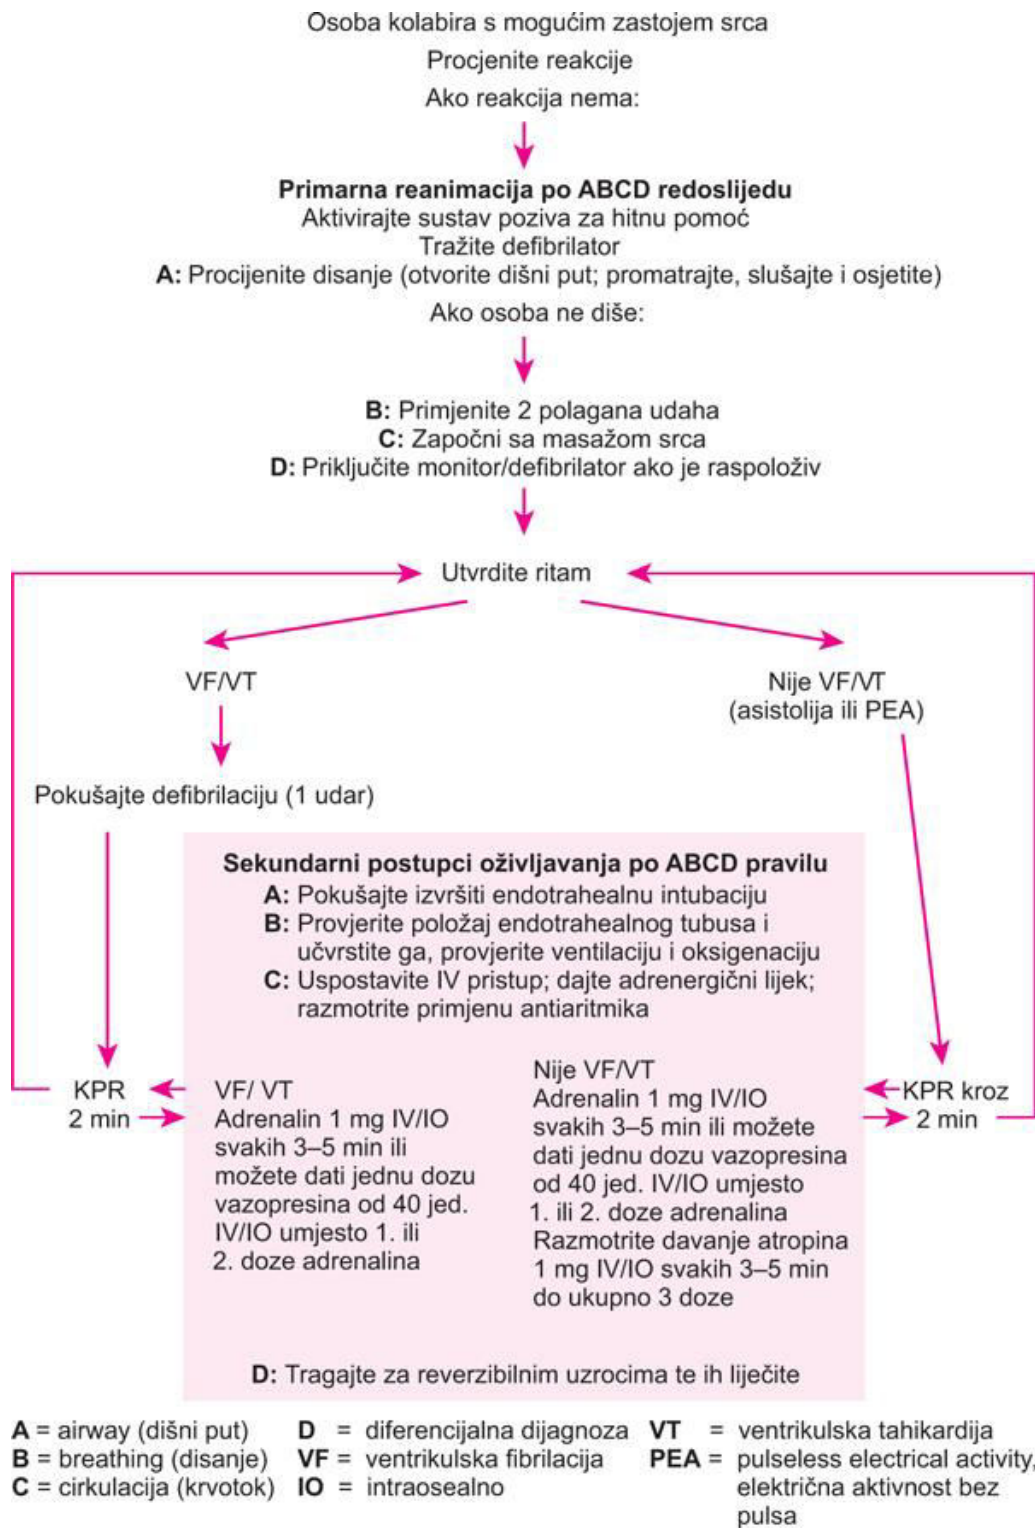 Osoba kolabira s mogućim zastojem srca
Procjenite reakcije
Ako reakcija nema:
Primarna reanimacija po ABCD redoslijedu
Aktivirajte sustav poziva za hitnu pomoć
Tražite defibrilator
A: Procijenite disanje (otvorite dišni put; promatrajte, slušajte i osjetite)
Ako osoba ne diše:
B: Primjenite 2 polagana udaha
C: Započni sa masažom srca
D: Priključite monitor/defibrilator ako je raspoloživ
Utvrdite ritam
VF/VT
Pokušajte defibrilaciju (1 udar)
Nije VF/VT
(asistolija ili PEA)
Sekundarni postupci oživljavanja po ABCD pravilu
A: Pokušajte izvršiti endotrahealnu intubaciju
B: Provjerite položaj endotrahealnog tubusa i
učvrstite ga, provjerite ventilaciju i oksigenaciju
C: Uspostavite IV pristup; dajte adrenergični lijek;
razmotrite primjenu antiaritmika
KPR
2 min
VF/ VT
Adrenalin 1 mg IV/IO
svakih 3–5 min ili
možete dati jednu dozu
vazopresina od 40 jed.
IV/IO umjesto 1. ili
2. doze adrenalina
Nije VF/VT
Adrenalin 1 mg IV/IO
svakih 3–5 min ili možete
dati jednu dozu vazopresina
od 40 jed. IV/IO umjesto
1. ili 2. doze adrenalina
Razmotrite davanje atropina
1 mg IV/IO svakih 3–5 min
do ukupno 3 doze
KPR kroz
2 min
D: Tragajte za reverzibilnim uzrocima te ih liječite
A = airway (dišni put)
B = breathing (disanje)
C = cirkulacija (krvotok)
D = diferencijalna dijagnoza
VF = ventrikulska fibrilacija
IO = intraosealno
VT = ventrikulska tahikardija
PEA = pulseless electrical activity,
električna aktivnost bez
pulsa